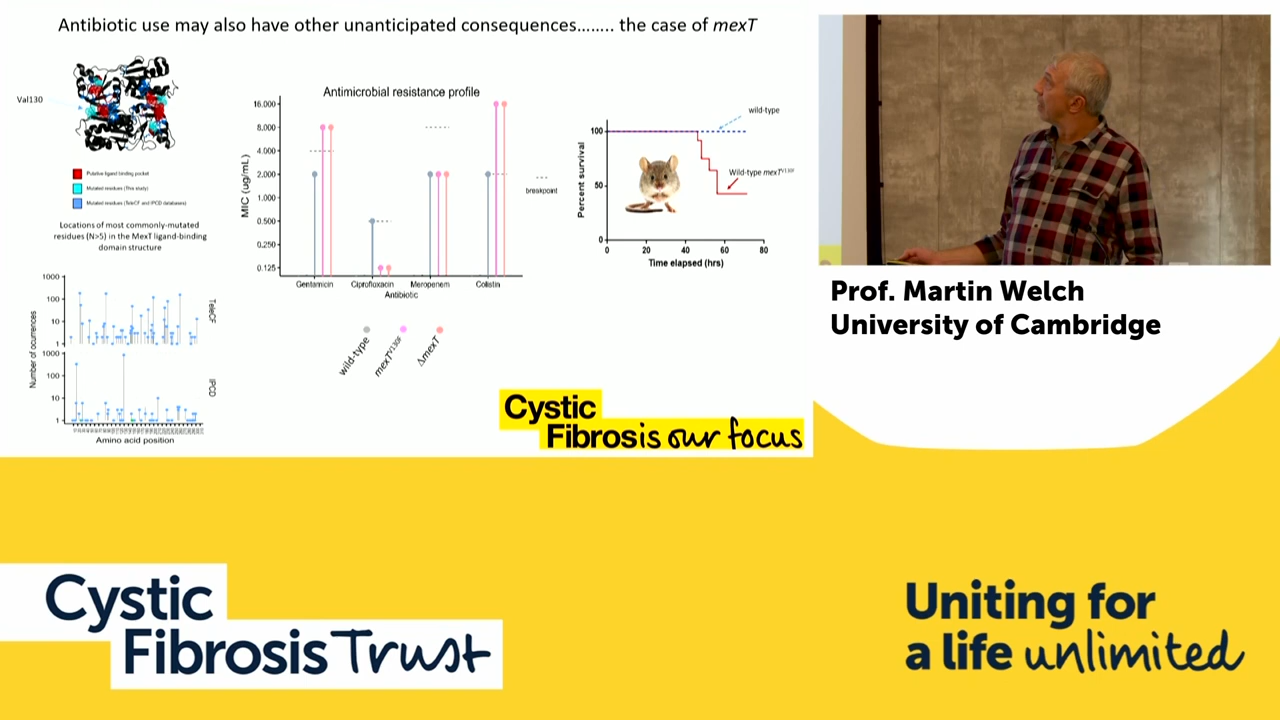 Antibiotic use may also have other unanticipated consequences…….. the case of mexT
Val130
Putative ligand binding pocket
Mutated residues (This study)
Mutated residues (TeleCF and IPCD databases)
Locations of most commonly-mutated
residues (N>5) in the MexT ligand-binding
domain structure
Number of ocurrences
1000
100
10
1
TeleCF
1000
100
10
1
IPCD
Amino acid position
Antimicrobial resistance profile
MIC (ug/mL)
16.000
8.000
4.000
2.000
1.000
0.500
0.250
0.125
Gentamicin Ciprofloxacin Meropenem Colistin
Antibiotic
breakpoint
wild-type
mexTV130F
ΔmexT
Percent survival
100
50
0
0 20 40 60 80
Time elapsed (hrs)
wild-type
Wild-type mexTV130F
Cystic
Fibrosis our focus
Prof. Martin Welch
University of Cambridge
Cystic
Fibrosis Trust
Uniting for
a life unlimited